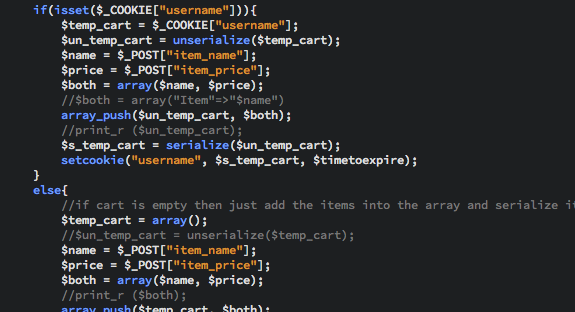 if(isset($_COOKIE["username"])){
$temp_cart = $_COOKIE["username"];
$un_temp_cart = unserialize($temp_cart);
$name = $_POST["item_name"];
$price = $_POST["item_price"];
$both = array($name, $price);
//$both = array("Item"=>"$name")
array_push($un_temp_cart, $both);
//print_r ($un_temp_cart);
$s_temp_cart = serialize($un_temp_cart);
setcookie("username", $s_temp_cart, $timetoexpire);
}
else{
//if cart is empty then just add the items into the array and serialize
$temp_cart = array();
//$un_temp_cart = unserialize($temp_cart);
$name = $_POST["item_name"];
$price = $_POST["item_price"];
$both = array($name, $price);
//print_r ($both);
array_push($temp_cart, $both);